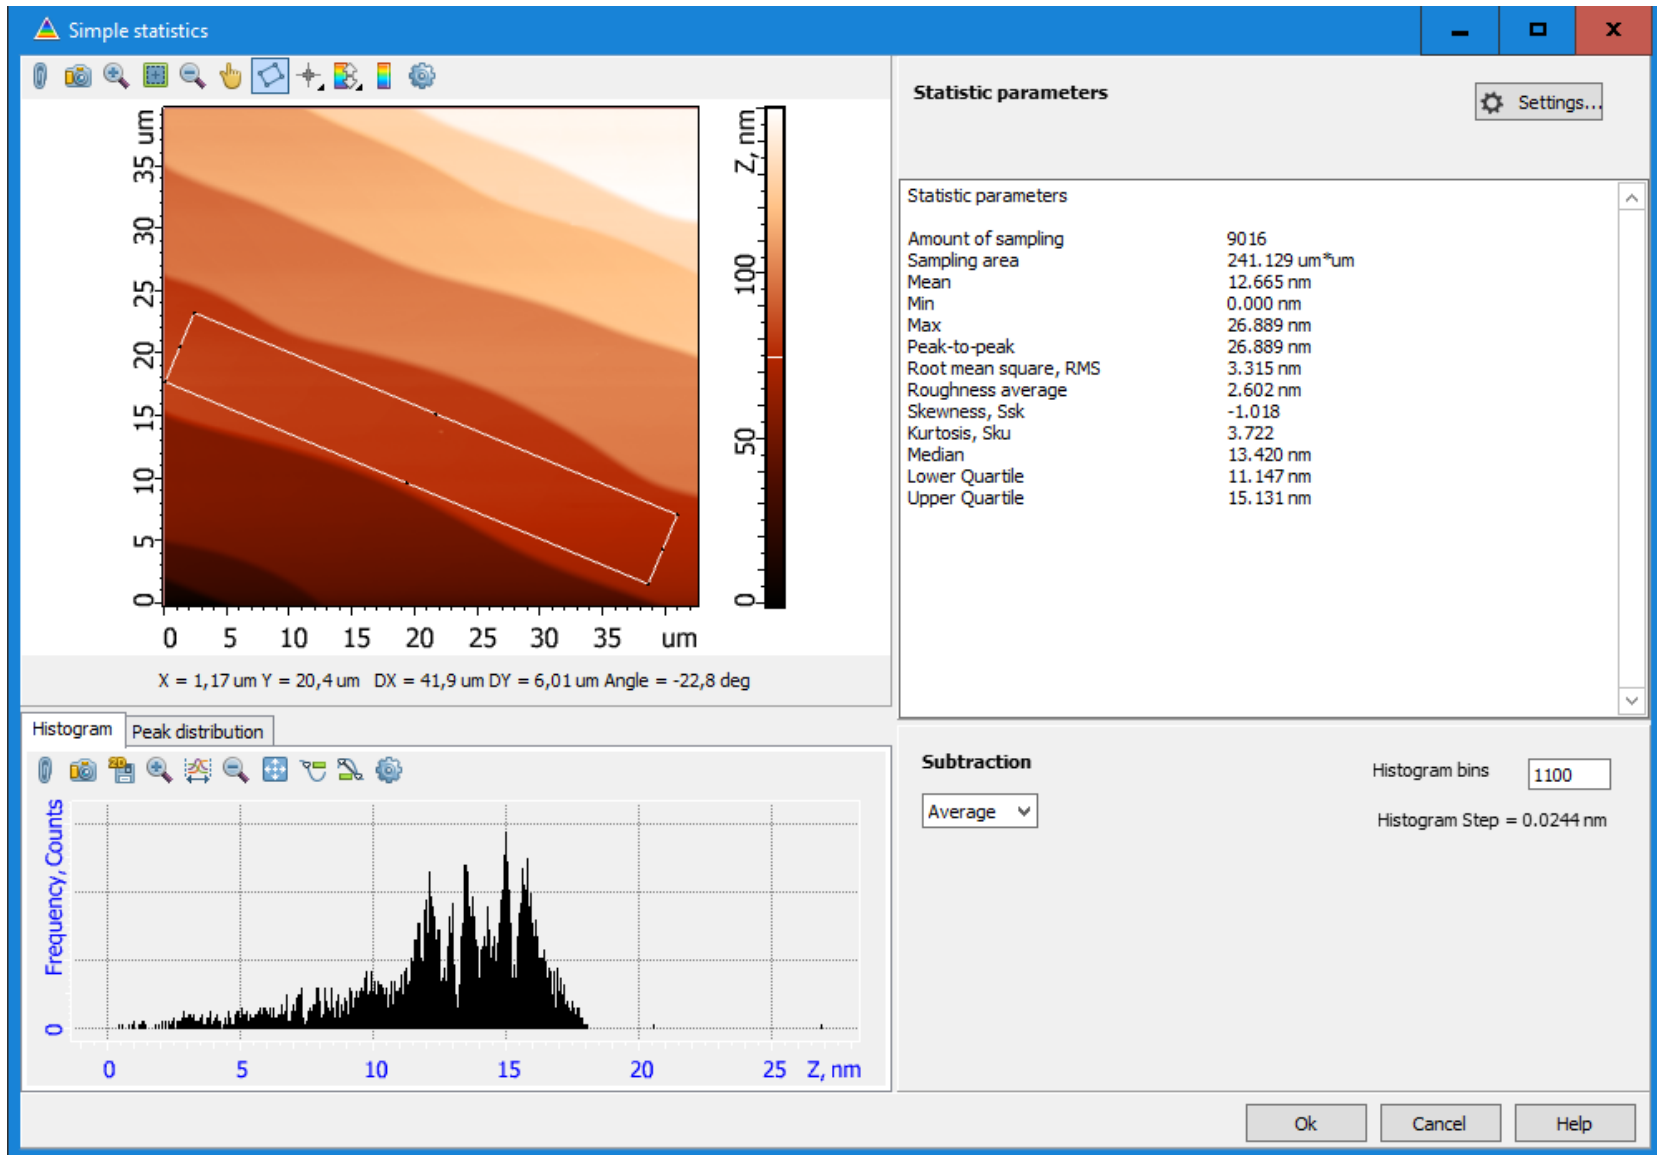 Simple statistics
um
35
30
25
20
15
10
5
0
0 5 10 15 20 25 30 35 um
Z, nm
100
50
0
X = 1,17 um Y = 20,4 um DX = 41,9 um DY = 6,01 um Angle = -22,8 deg
Statistic parameters
Settings...
Statistic parameters
Amount of sampling 9016
Sampling area 241.129 um*um
Mean 12.665 nm
Min 0.000 nm
Max 26.889 nm
Peak-to-peak 26.889 nm
Root mean square, RMS 3.315 nm
Roughness average 2.602 nm
Skewness, Ssk -1.018
Kurtosis, Sku 3.722
Median 13.420 nm
Lower Quartile 11.147 nm
Upper Quartile 15.131 nm
Histogram Peak distribution
2D
Frequency, Counts
0
0 5 10 15 20 25 Z, nm
Subtraction
Average
Histogram bins 1100
Histogram Step = 0.0244 nm
Ok Cancel Help